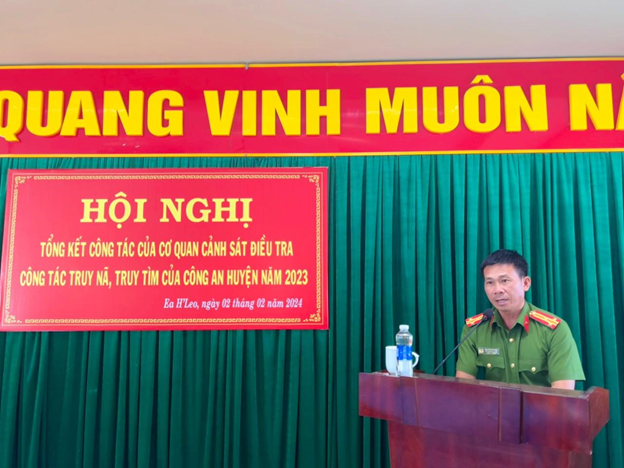 QUANG VINH MUÔN N
HỘI NGHỊ
TỔNG KẾT CÔNG TÁC CỦA CƠ QUAN CẢNH SÁT ĐIỀU TRA
CÔNG TÁC TRUY NÃ, TRUY TÌM CỦA CÔNG AN HUYỆN NĂM 2023
Ea H'Leo, ngày 02 tháng 02 năm 2024